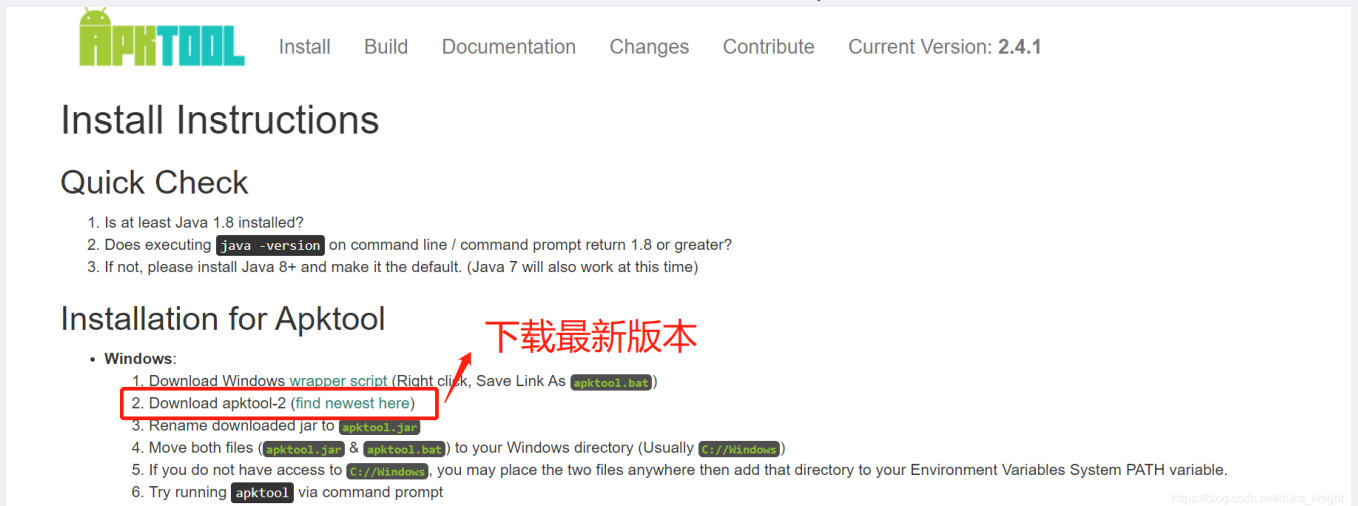 APKTOOL Install Build Documentation Changes Contribute Current Version: 2.4.1
Install Instructions
Quick Check
1. Is at least Java 1.8 installed?
2. Does executing java -version on command line / command prompt return 1.8 or greater?
3. If not, please install Java 8+ and make it the default. (Java 7 will also work at this time)
Installation for Apktool
下载最新版本
• Windows:
1. Download Windows wrapper script (Right click, Save Link As apktool.bat)
2. Download apktool-2 (find newest here)
3. Rename downloaded jar to apktool.jar
4. Move both files (apktool.jar & apktool.bat) to your Windows directory (Usually C://Windows)
5. If you do not have access to C://Windows, you may place the two files anywhere then add that directory to your Environment Variables System PATH variable.
6. Try running apktool via command prompt
https://blog.csdn.net/duke_knight